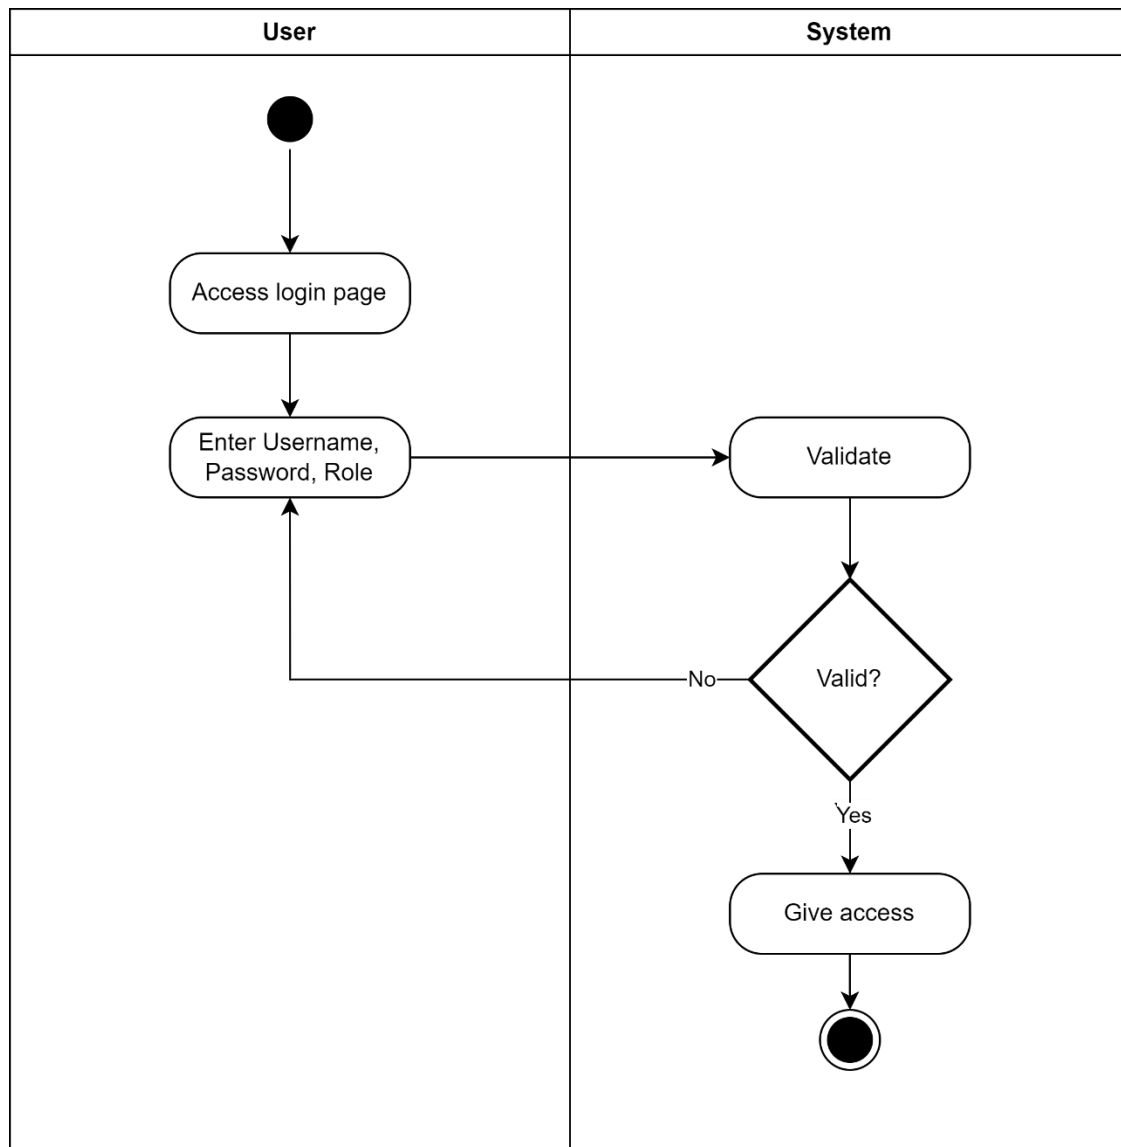 User
System
Access login page
Enter Username,
Password, Role
Validate
Valid?
No
Yes
Give access